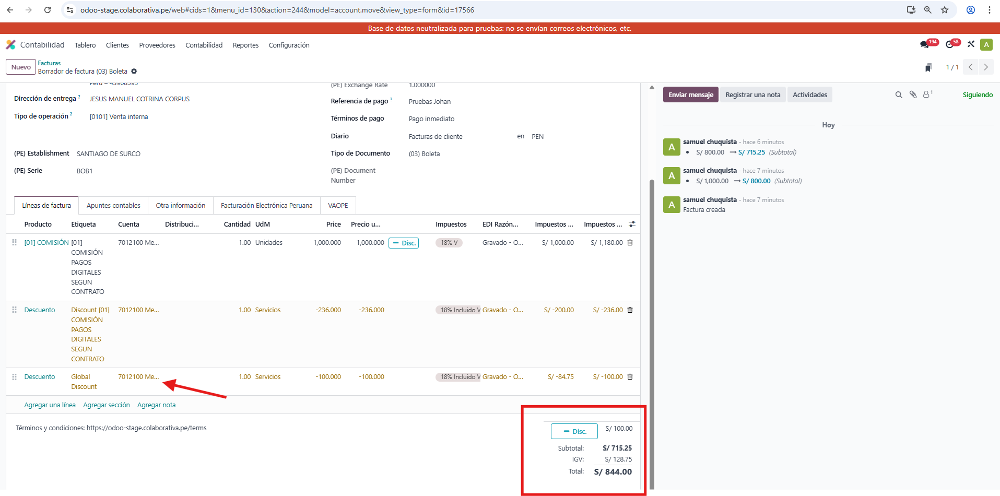 odoo-stage.colaborativa.pe/web#cids=1&menu_id=130&action=244&model=account.move&view_type=form&id=17566
Base de datos neutralizada para pruebas: no se envían correos electrónicos, etc.
Contabilidad Tablero Clientes Proveedores Contabilidad Reportes Configuración 194 58 A
Nuevo Facturas
Borrador de factura (03) Boleta 1 / 1
Perú – 43908595 (PE) Exchange Rate 1.000000
Dirección de entrega ? JESUS MANUEL COTRINA CORPUS Referencia de pago ? Pruebas Johan
Tipo de operación ? [0101] Venta interna Términos de pago Pago inmediato
Diario Facturas de cliente en PEN
(PE) Establishment SANTIAGO DE SURCO Tipo de Documento (03) Boleta
(PE) Serie BOB1 (PE) Document
Number
Líneas de factura Apuntes contables Otra información Facturación Electrónica Peruana VAOPE
Producto Etiqueta Cuenta Distribuci... Cantidad UdM Price Precio u... Impuestos EDI Razón... Impuestos ... Impuestos ...
[01] COMISIÓN [01] 7012100 Me... 1.00 Unidades 1,000.000 1,000.000 Disc. 18% V Gravado - O... S/ 1,000.00 S/ 1,180.00
COMISIÓN
PAGOS
DIGITALES
SEGUN
CONTRATO
Descuento Discount [01] 7012100 Me... 1.00 Servicios -236.000 -236.000 18% Incluido V Gravado - O... S/ -200.00 S/ -236.00
COMISIÓN
PAGOS
DIGITALES
SEGUN
CONTRATO
Descuento Global 7012100 Me... 1.00 Servicios -100.000 -100.000 18% Incluido V Gravado - O... S/ -84.75 S/ -100.00
Discount
Agregar una línea Agregar sección Agregar nota
Términos y condiciones: https://odoo-stage.colaborativa.pe/terms
Disc. S/ 100.00
Subtotal: S/ 715.25
IGV: S/ 128.75
Total: S/ 844.00
Enviar mensaje Registrar una nota Actividades 1 Siguiendo
Hoy
A samuel chuquista - hace 6 minutos
• S/ 800.00 → S/ 715.25 (Subtotal)
A samuel chuquista - hace 7 minutos
• S/ 1,000.00 → S/ 800.00 (Subtotal)
A samuel chuquista - hace 7 minutos
Factura creada